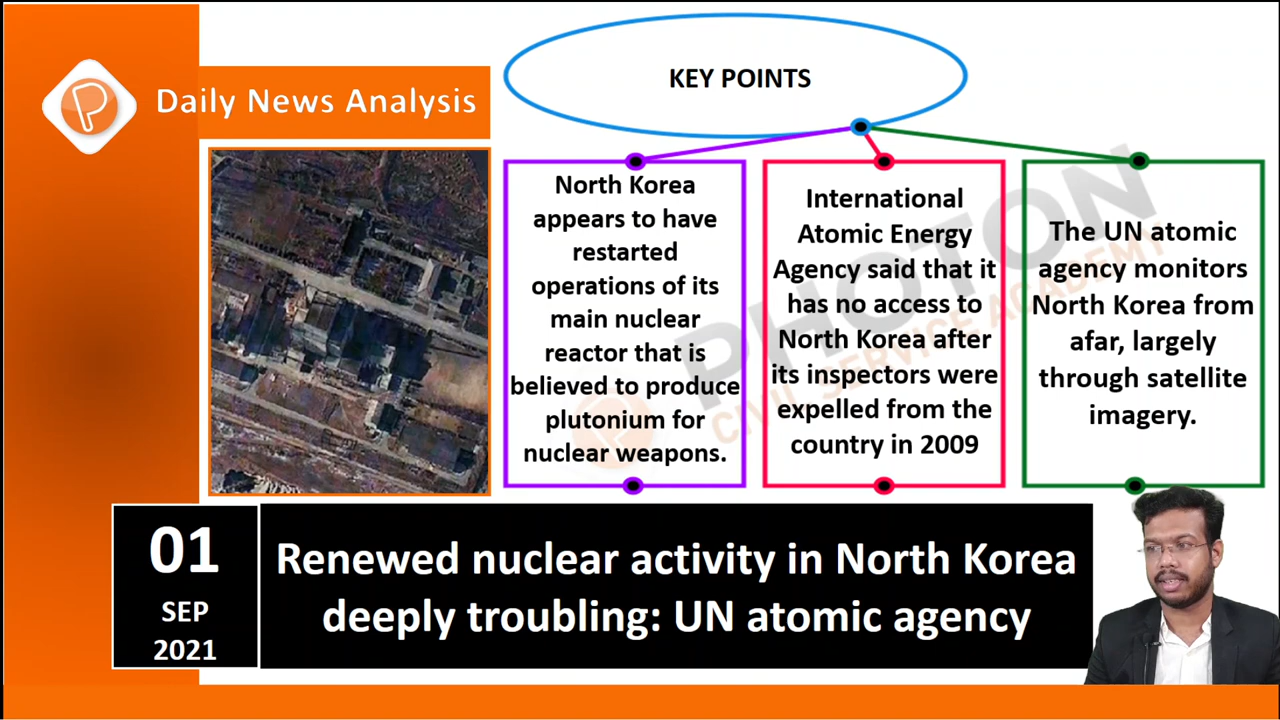 Daily News Analysis
KEY POINTS
North Korea
appears to have
restarted
operations of its
main nuclear
reactor that is
believed to produce
plutonium for
nuclear weapons.
International
Atomic Energy
Agency said that it
has no access to
North Korea after
its inspectors were
expelled from the
country in 2009
The UN atomic
agency monitors
North Korea from
afar, largely
through satellite
imagery.
PHOTON
CIVIL SERVICE ACADEMY
01
SEP
2021
Renewed nuclear activity in North Korea
deeply troubling: UN atomic agency